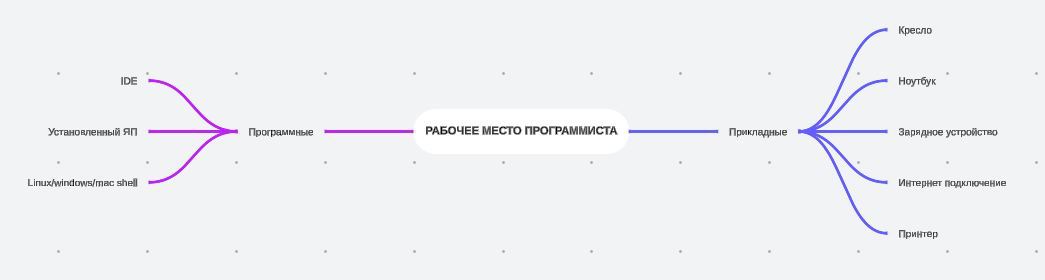 РАБОЧЕЕ МЕСТО ПРОГРАММИСТА
Программные
IDE
Установленный ЯП
Linux/windows/mac shell
Прикладные
Кресло
Ноутбук
Зарядное устройство
Интернет подключение
Принтер